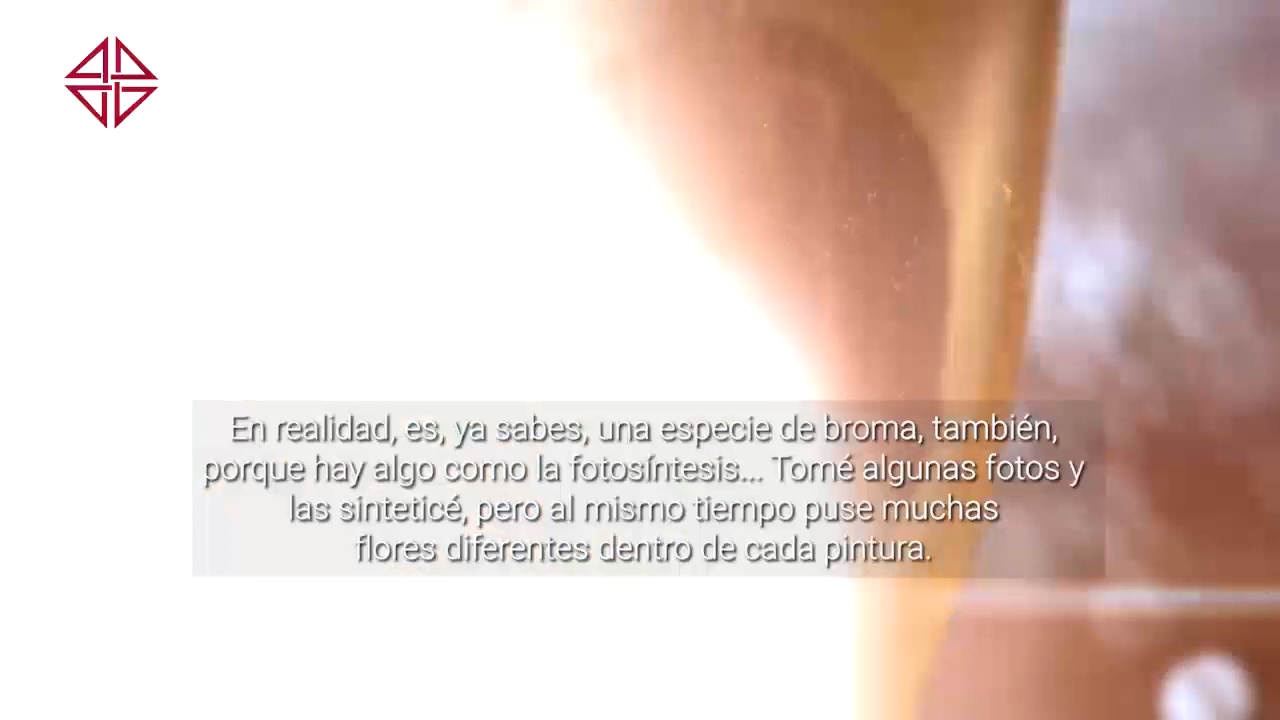 En realidad, es, ya sabes, una especie de broma, también,
porque hay algo como la fotosíntesis... Tomé algunas fotos y
las sinteticé, pero al mismo tiempo puse muchas
flores diferentes dentro de cada pintura.